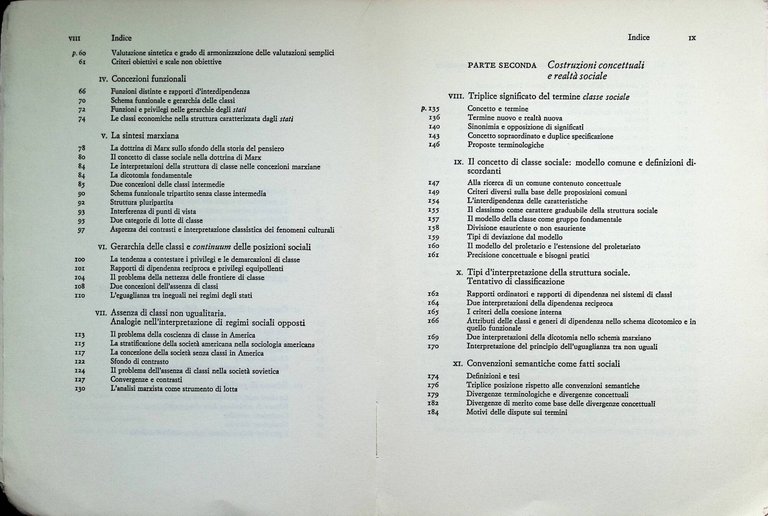 VIII Indice
p. 60 Valutazione sintetica e grado di armonizzazione delle valutazioni semplici
61 Criteri obiettivi e scale non obiettive
IV. Concezioni funzionali
66 Funzioni distinte e rapporti d'interdipendenza
70 Schema funzionale e gerarchia delle classi
72 Funzioni e privilegi nelle gerarchie degli stati
74 Le classi economiche nella struttura caratterizzata dagli stati
V. La sintesi marxiana
78 La dottrina di Marx sullo sfondo della storia del pensiero
80 Il concetto di classe sociale nella dottrina di Marx
84 Le interpretazioni della struttura di classe nelle concezioni marxiane
84 La dicotomia fondamentale
85 Due concezioni delle classi intermedie
90 Schema funzionale tripartito senza classe intermedia
92 Struttura pluripartita
93 Interferenza di punti di vista
95 Due categorie di lotte di classe
97 Asprezza dei contrasti e interpretazione classistica dei fenomeni culturali
VI. Gerarchia delle classi e continuum delle posizioni sociali
100 La tendenza a contestare i privilegi e le demarcazioni di classe
101 Rapporti di dipendenza reciproca e privilegi equipollenti
104 Il problema della nettezza delle frontiere di classe
108 Due concezioni dell'assenza di classi
110 L'eguaglianza tra ineguali nei regimi degli stati
VII. Assenza di classi non ugualitaria.
Analogie nell'interpretazione di regimi sociali opposti
113 Il problema della coscienza di classe in America
115 La stratificazione della società americana nella sociologia americana
117 La concezione della società senza classi in America
122 Sfondo di contrasto
124 Il problema dell'assenza di classi nella società sovietica
127 Convergenze e contrasti
130 L'analisi marxista come strumento di lotta
Indice IX
PARTE SECONDA Costruzioni concettuali
e realtà sociale
VIII. Triplice significato del termine classe sociale
p. 135 Concetto e termine
136 Termine nuovo e realtà nuova
140 Sinonimia e opposizione di significati
143 Concetto sopraordinato e duplice specificazione
146 Proposte terminologiche
IX. Il concetto di classe sociale: modello comune e definizioni di-
scordanti
147 Alla ricerca di un comune contenuto concettuale
149 Criteri diversi sulla base delle proposizioni comuni
154 L'interdipendenza delle caratteristiche
155 Il classismo come carattere graduabile della struttura sociale
157 Il modello della classe come gruppo fondamentale
158 Divisione esauriente o non esauriente
159 Tipi di deviazione dal modello
160 Il modello del proletario e l'estensione del proletariato
161 Precisione concettuale e bisogni pratici
X. Tipi d'interpretazione della struttura sociale.
Tentativo di classificazione
162 Rapporti ordinatori e rapporti di dipendenza nei sistemi di classi
164 Due interpretazioni della dipendenza reciproca
165 I criteri della coesione interna
166 Attributi delle classi e generi di dipendenza nello schema dicotomico e in
quello funzionale
169 Due interpretazioni della dicotomia nello schema marxiano
170 Interpretazione del principio dell'uguaglianza tra non uguali
XI. Convenzioni semantiche come fatti sociali
174 Definizioni e tesi
176 Triplice posizione rispetto alle convenzioni semantiche
179 Divergenze terminologiche e divergenze concettuali
182 Divergenze di merito come base delle divergenze concettuali
184 Motivi delle dispute sui termini